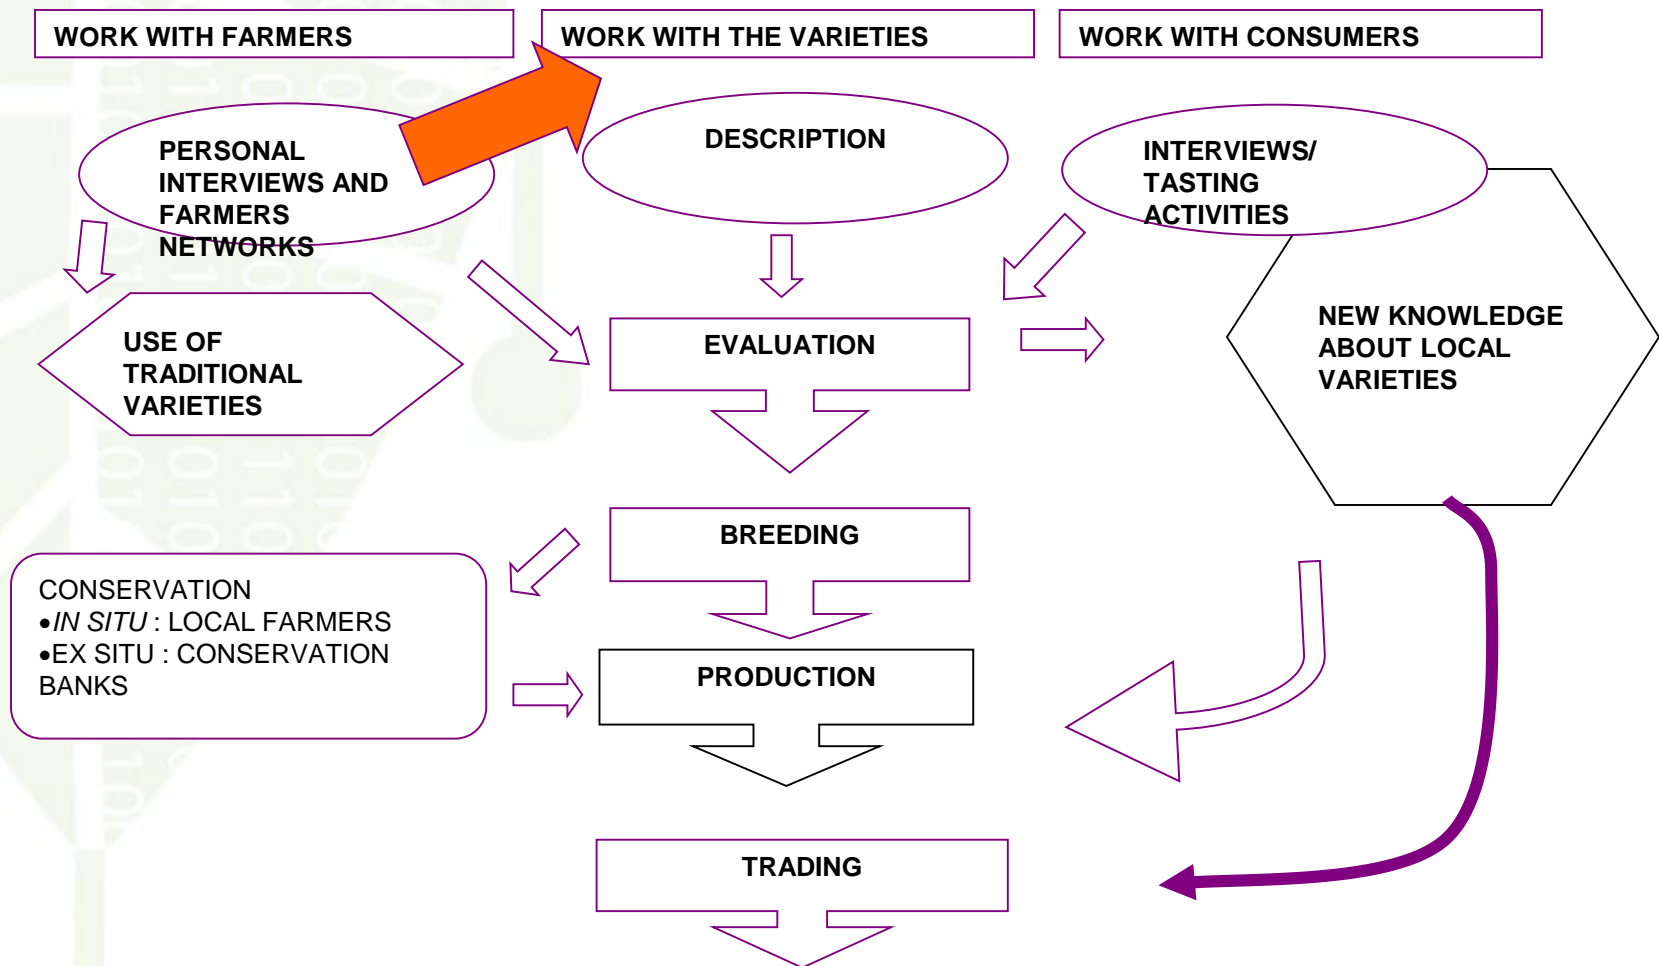 WORK WITH FARMERS
WORK WITH THE VARIETIES
WORK WITH CONSUMERS
PERSONAL
INTERVIEWS AND
FARMERS
NETWORKS
DESCRIPTION
INTERVIEWS/
TASTING
ACTIVITIES
USE OF
TRADITIONAL
VARIETIES
EVALUATION
NEW KNOWLEDGE
ABOUT LOCAL
VARIETIES
BREEDING
CONSERVATION
•IN SITU : LOCAL FARMERS
•EX SITU : CONSERVATION
BANKS
PRODUCTION
TRADING